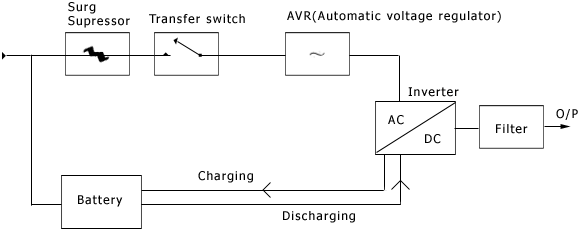 Surg
Supressor
Transfer switch
AVR(Automatic voltage regulator)
~
Inverter
AC
DC
Filter
O/P
Charging
Battery
Discharging